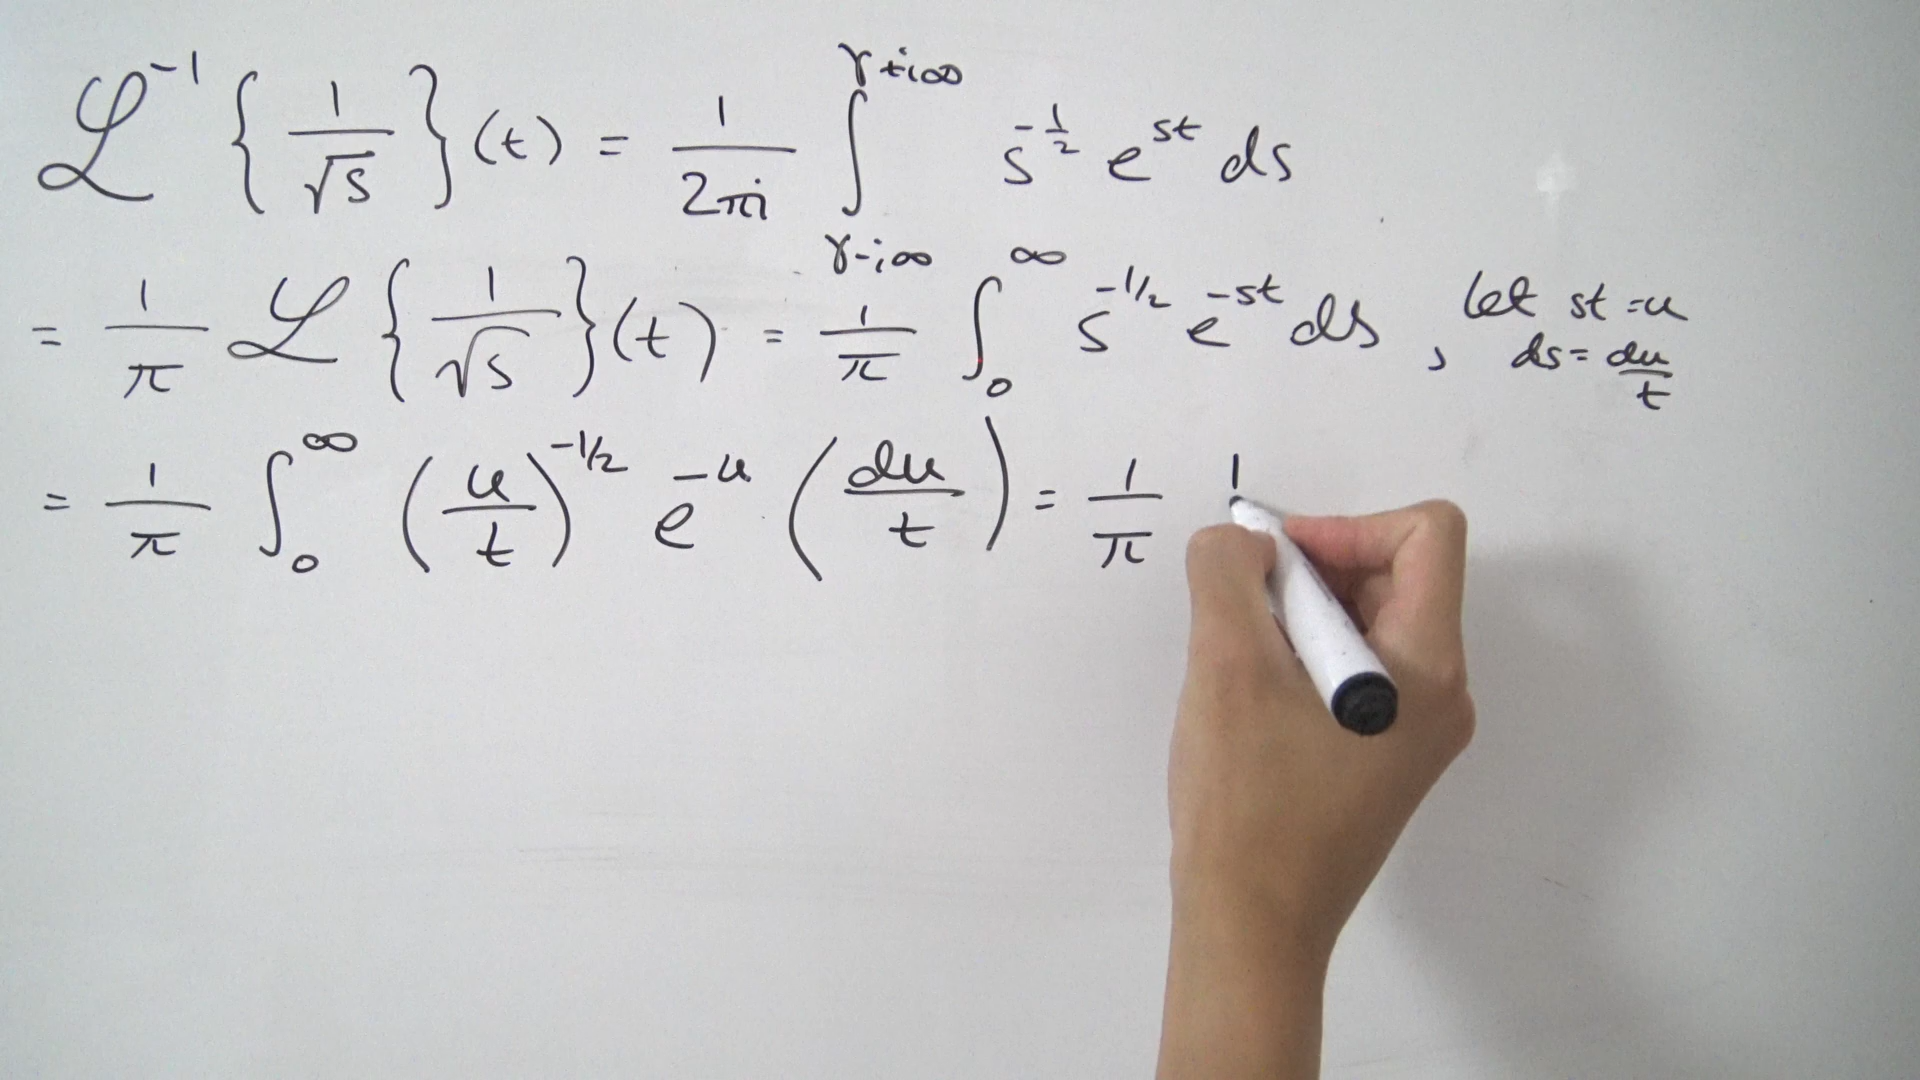 ℒ⁻¹{1/√s}(t) = 1/2πi ∫_{γ-i∞}^{γ+i∞} s^{-1/2} e^{st} ds
= 1/π ℒ{1/√s}(t) = 1/π ∫_0^∞ s^{-1/2} e^{-st} ds , let st = u
ds = du/t
= 1/π ∫_0^∞ (u/t)^{-1/2} e^{-u} (du/t) = 1/π 1